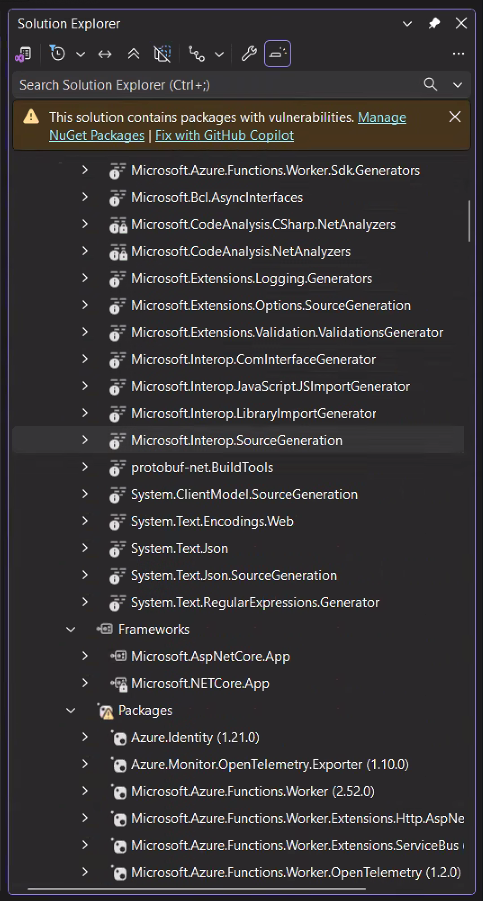 Solution Explorer
Search Solution Explorer (Ctrl+;)
This solution contains packages with vulnerabilities. Manage
NuGet Packages | Fix with GitHub Copilot
Microsoft.Azure.Functions.Worker.Sdk.Generators
Microsoft.Bcl.AsyncInterfaces
Microsoft.CodeAnalysis.CSharp.NetAnalyzers
Microsoft.CodeAnalysis.NetAnalyzers
Microsoft.Extensions.Logging.Generators
Microsoft.Extensions.Options.SourceGeneration
Microsoft.Extensions.Validation.ValidationsGenerator
Microsoft.Interop.ComInterfaceGenerator
Microsoft.Interop.JavaScript.JSImportGenerator
Microsoft.Interop.LibraryImportGenerator
Microsoft.Interop.SourceGeneration
protobuf-net.BuildTools
System.ClientModel.SourceGeneration
System.Text.Encodings.Web
System.Text.Json
System.Text.Json.SourceGeneration
System.Text.RegularExpressions.Generator
Frameworks
Microsoft.AspNetCore.App
Microsoft.NETCore.App
Packages
Azure.Identity (1.21.0)
Azure.Monitor.OpenTelemetry.Exporter (1.10.0)
Microsoft.Azure.Functions.Worker (2.52.0)
Microsoft.Azure.Functions.Worker.Extensions.Http.AspNe
Microsoft.Azure.Functions.Worker.Extensions.ServiceBus (
Microsoft.Azure.Functions.Worker.OpenTelemetry (1.2.0)